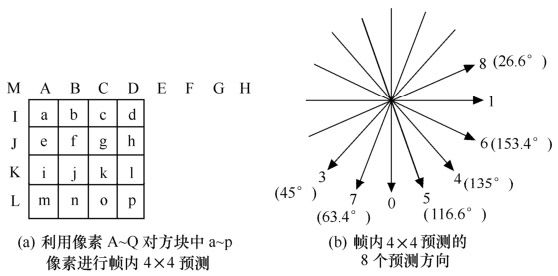 M A B C D E F G H
I a b c d
J e f g h
K i j k l
L m n o p
(a) 利用像素 A~Q 对方块中 a~p
像素进行帧内 4×4 预测
8 (26.6°)
1
6 (153.4°)
3
(45°)
7
(63.4°)
0
5
(116.6°)
4
(135°)
(b) 帧内 4×4 预测的
8 个预测方向